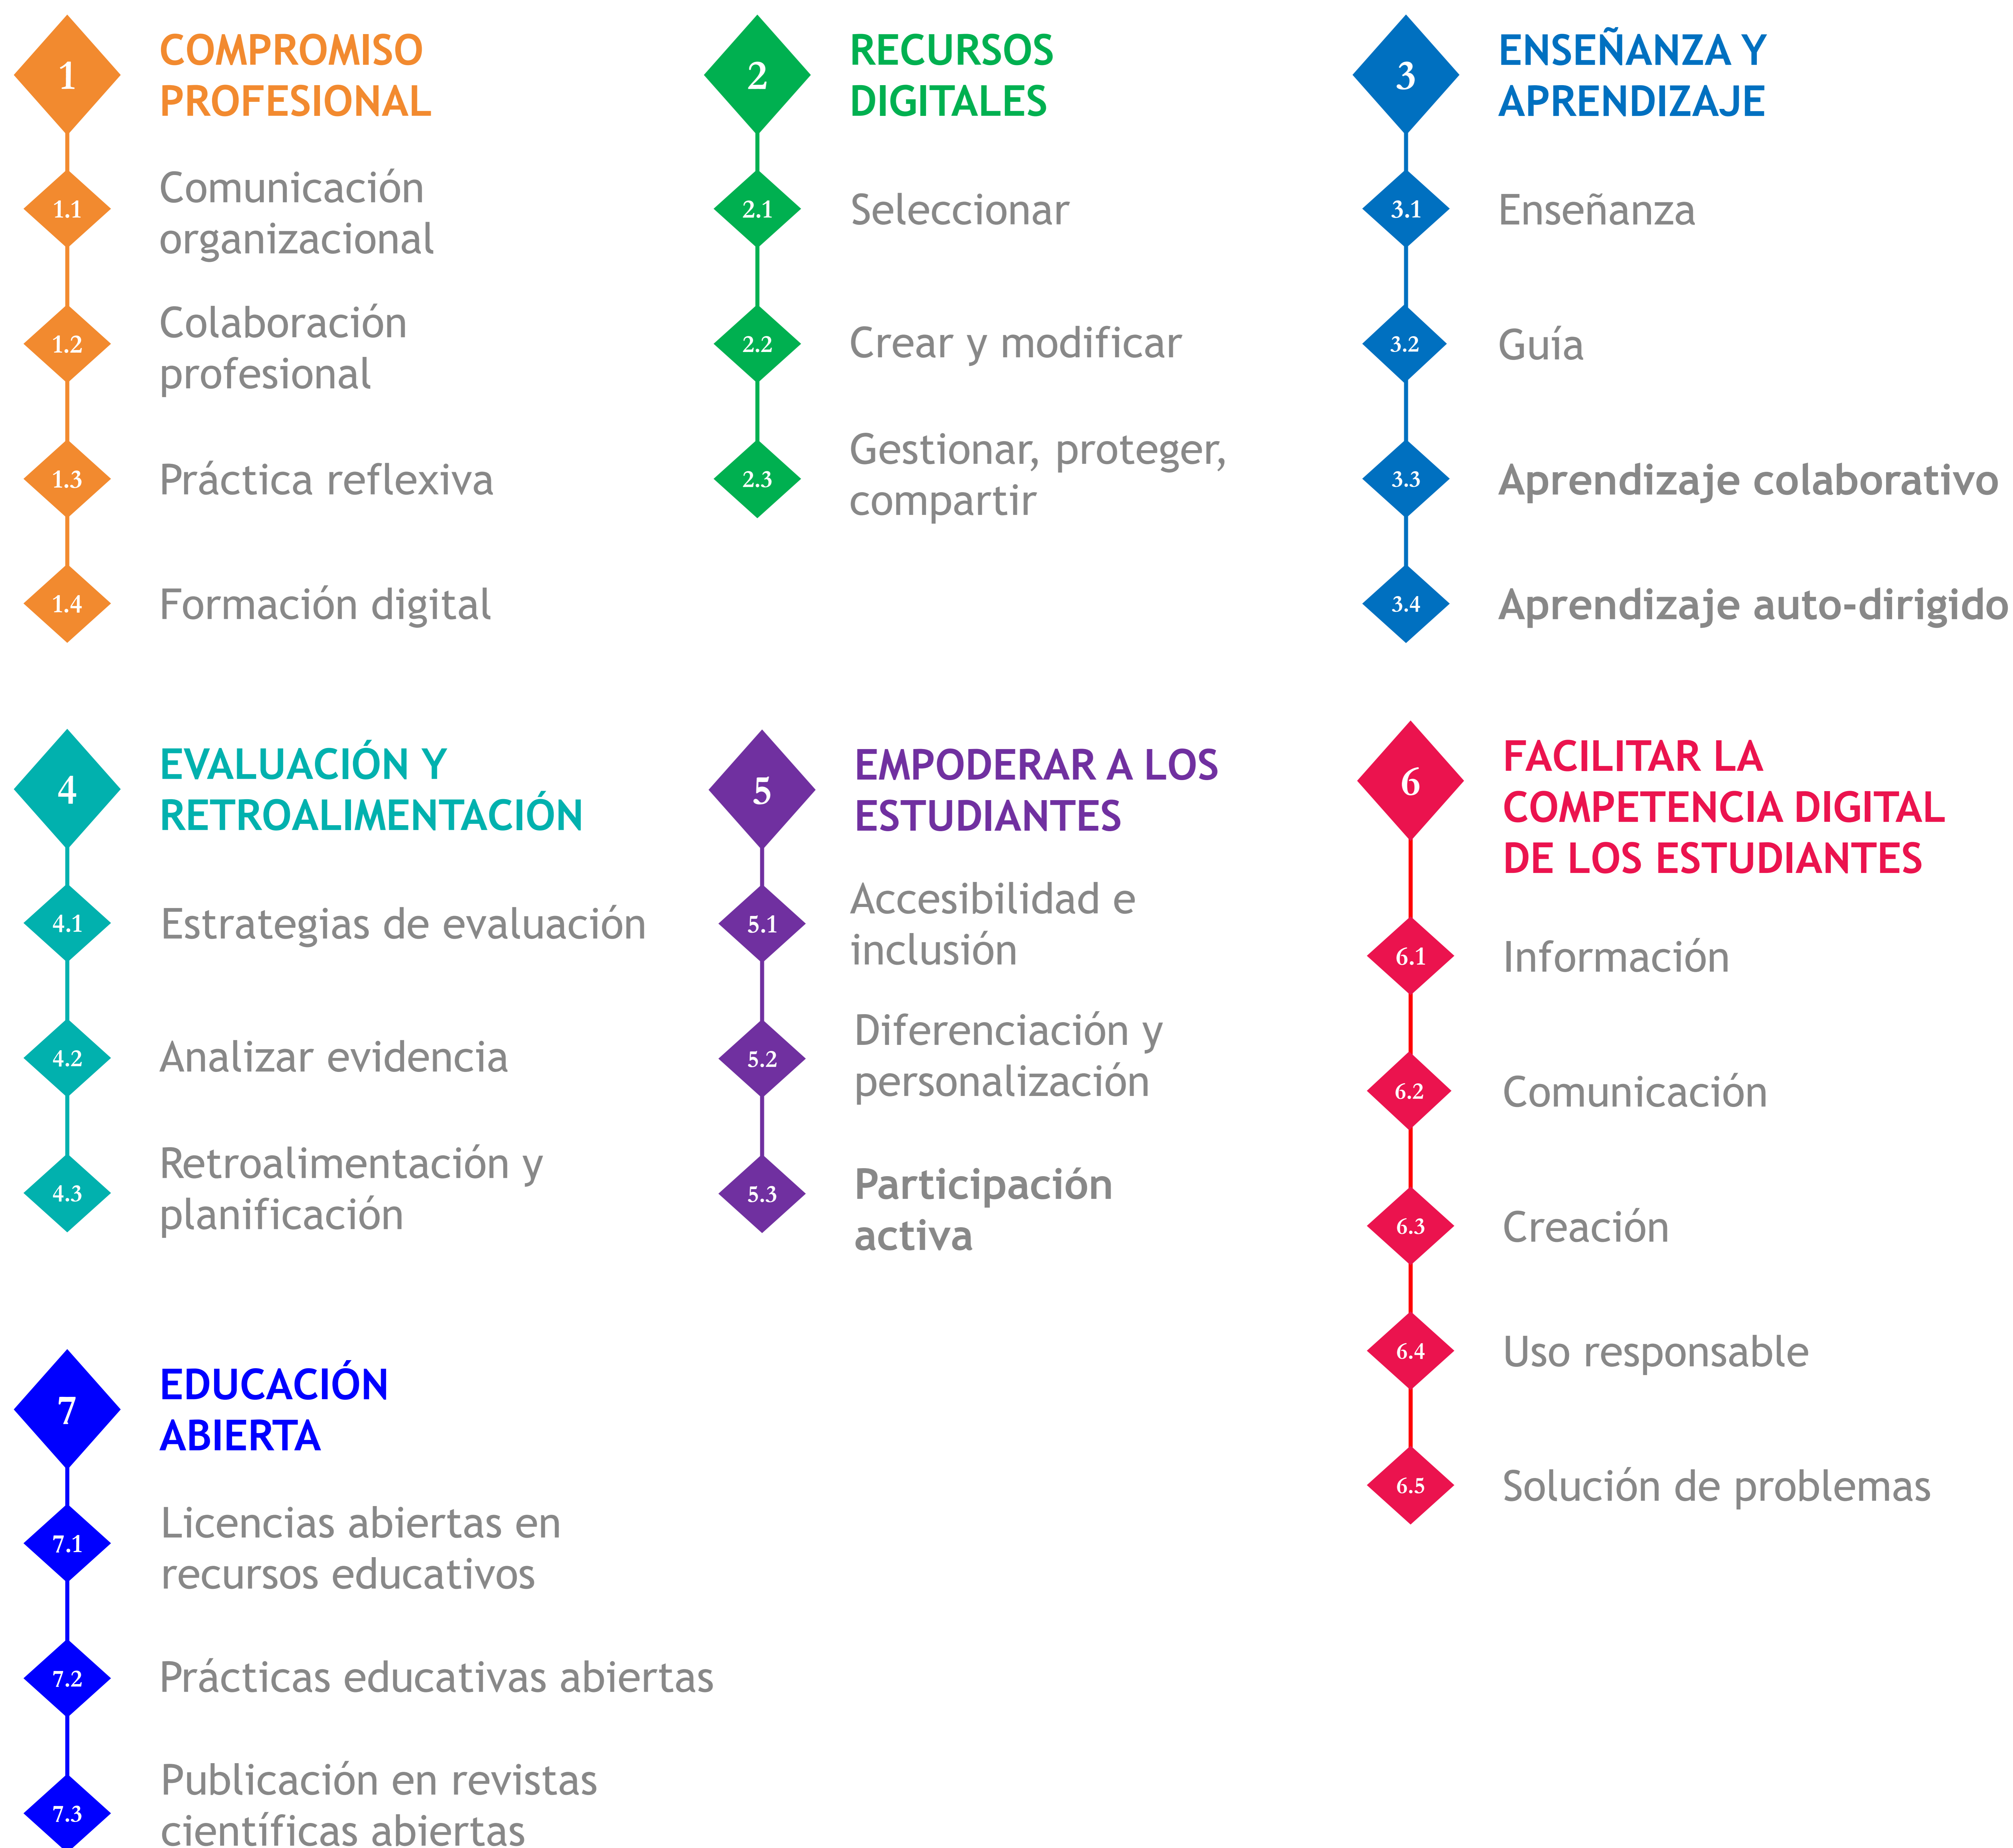 1
COMPROMISO
PROFESIONAL
1.1
Comunicación
organizacional
1.2
Colaboración
profesional
1.3
Práctica reflexiva
1.4
Formación digital
2
RECURSOS
DIGITALES
2.1
Seleccionar
2.2
Crear y modificar
2.3
Gestionar, proteger,
compartir
3
ENSEÑANZA Y
APRENDIZAJE
3.1
Enseñanza
3.2
Guía
3.3
Aprendizaje colaborativo
3.4
Aprendizaje auto-dirigido
4
EVALUACIÓN Y
RETROALIMENTACIÓN
4.1
Estrategias de evaluación
4.2
Analizar evidencia
4.3
Retroalimentación y
planificación
5
EMPODERAR A LOS
ESTUDIANTES
5.1
Accesibilidad e
inclusión
5.2
Diferenciación y
personalización
5.3
Participación
activa
6
FACILITAR LA
COMPETENCIA DIGITAL
DE LOS ESTUDIANTES
6.1
Información
6.2
Comunicación
6.3
Creación
6.4
Uso responsable
6.5
Solución de problemas
7
EDUCACIÓN
ABIERTA
7.1
Licencias abiertas en
recursos educativos
7.2
Prácticas educativas abiertas
7.3
Publicación en revistas
científicas abiertas